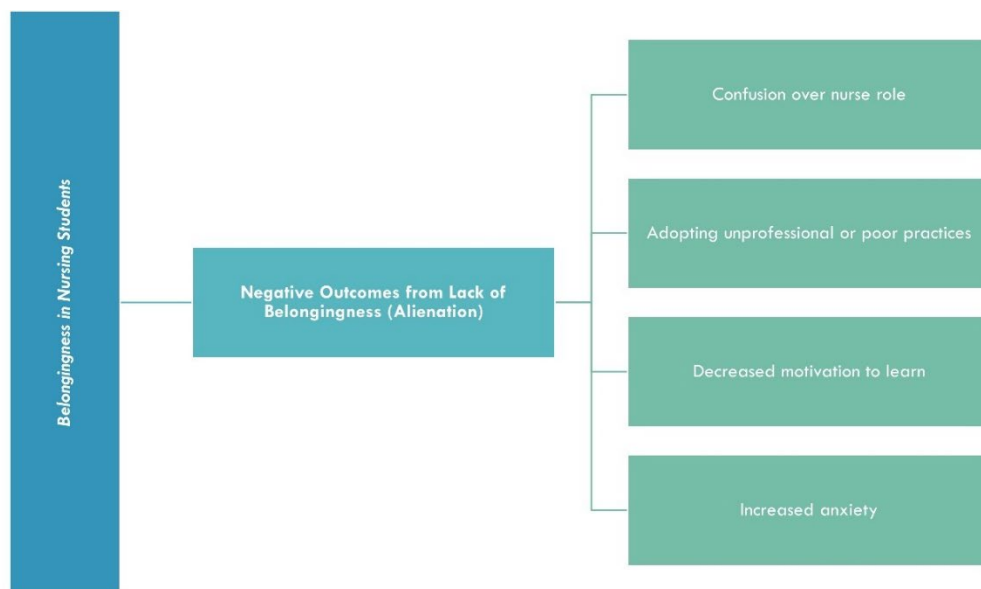 Belongingness in Nursing Students
Negative Outcomes from Lack of
Belongingness (Alienation)
Confusion over nurse role
Adopting unprofessional or poor practices
Decreased motivation to learn
Increased anxiety